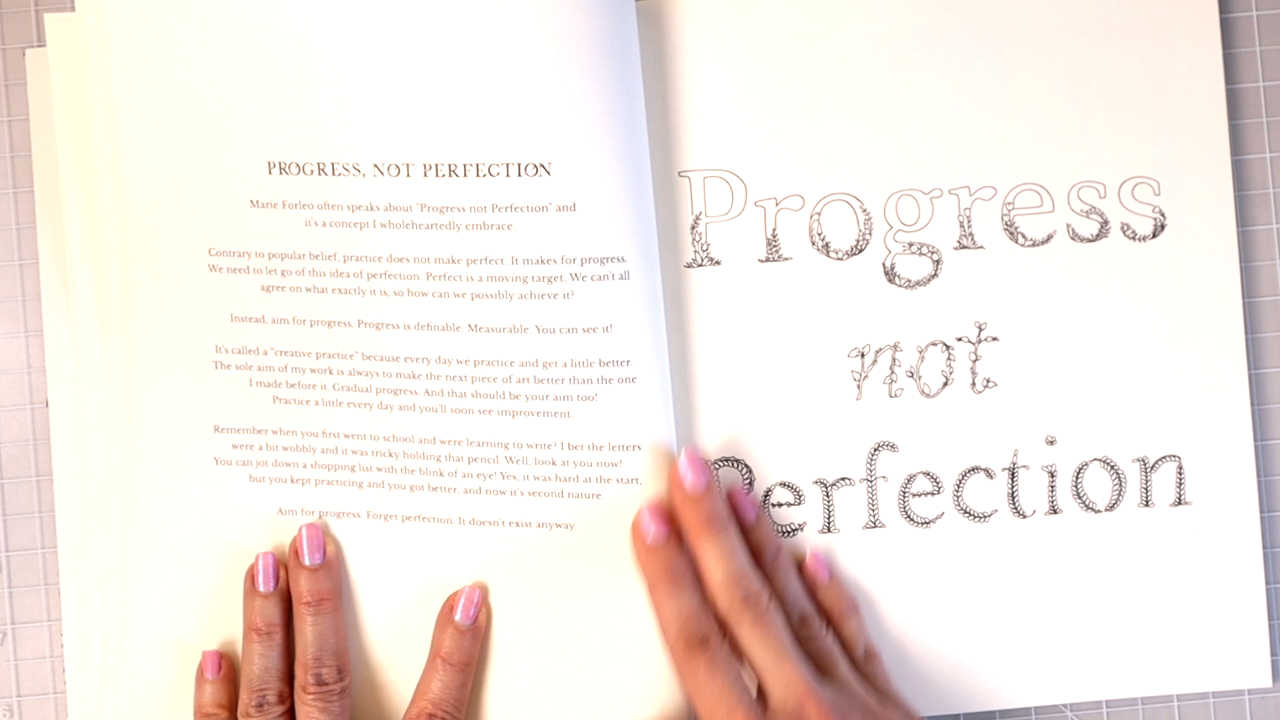 PROGRESS, NOT PERFECTION
Marie Forleo often speaks about "Progress not Perfection" and
it's a concept I wholeheartedly embrace.
Contrary to popular belief, practice does not make perfect. It makes for progress.
We need to let go of this idea of perfection. Perfect is a moving target. We can't all
agree on what exactly it is, so how can we possibly achieve it?
Instead, aim for progress. Progress is definable. Measurable. You can see it!
It's called a "creative practice" because every day we practice and get a little better.
The sole aim of my work is always to make the next piece of art better than the one
I made before it. Gradual progress. And that should be your aim too!
Practice a little every day and you'll soon see improvement.
Remember when you first went to school and were learning to write? I bet the letters
were a bit wobbly and it was tricky holding that pencil. Well, look at you now!
You can jot down a shopping list with the blink of an eye! Yes, it was hard at the start,
but you kept practicing and you got better, and now it's second nature.
Aim for progress. Forget perfection. It doesn't exist anyway.
Progress
not
Perfection